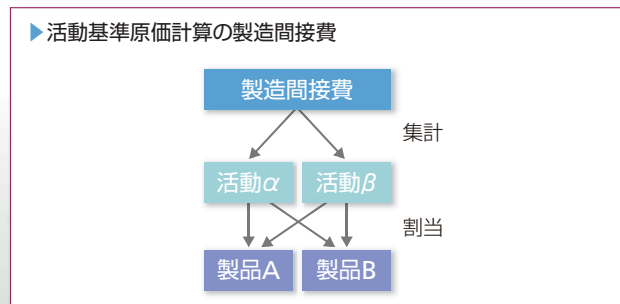 ▶活動基準原価計算の製造間接費
製造間接費
集計
活動α 活動β
割当
製品A 製品B